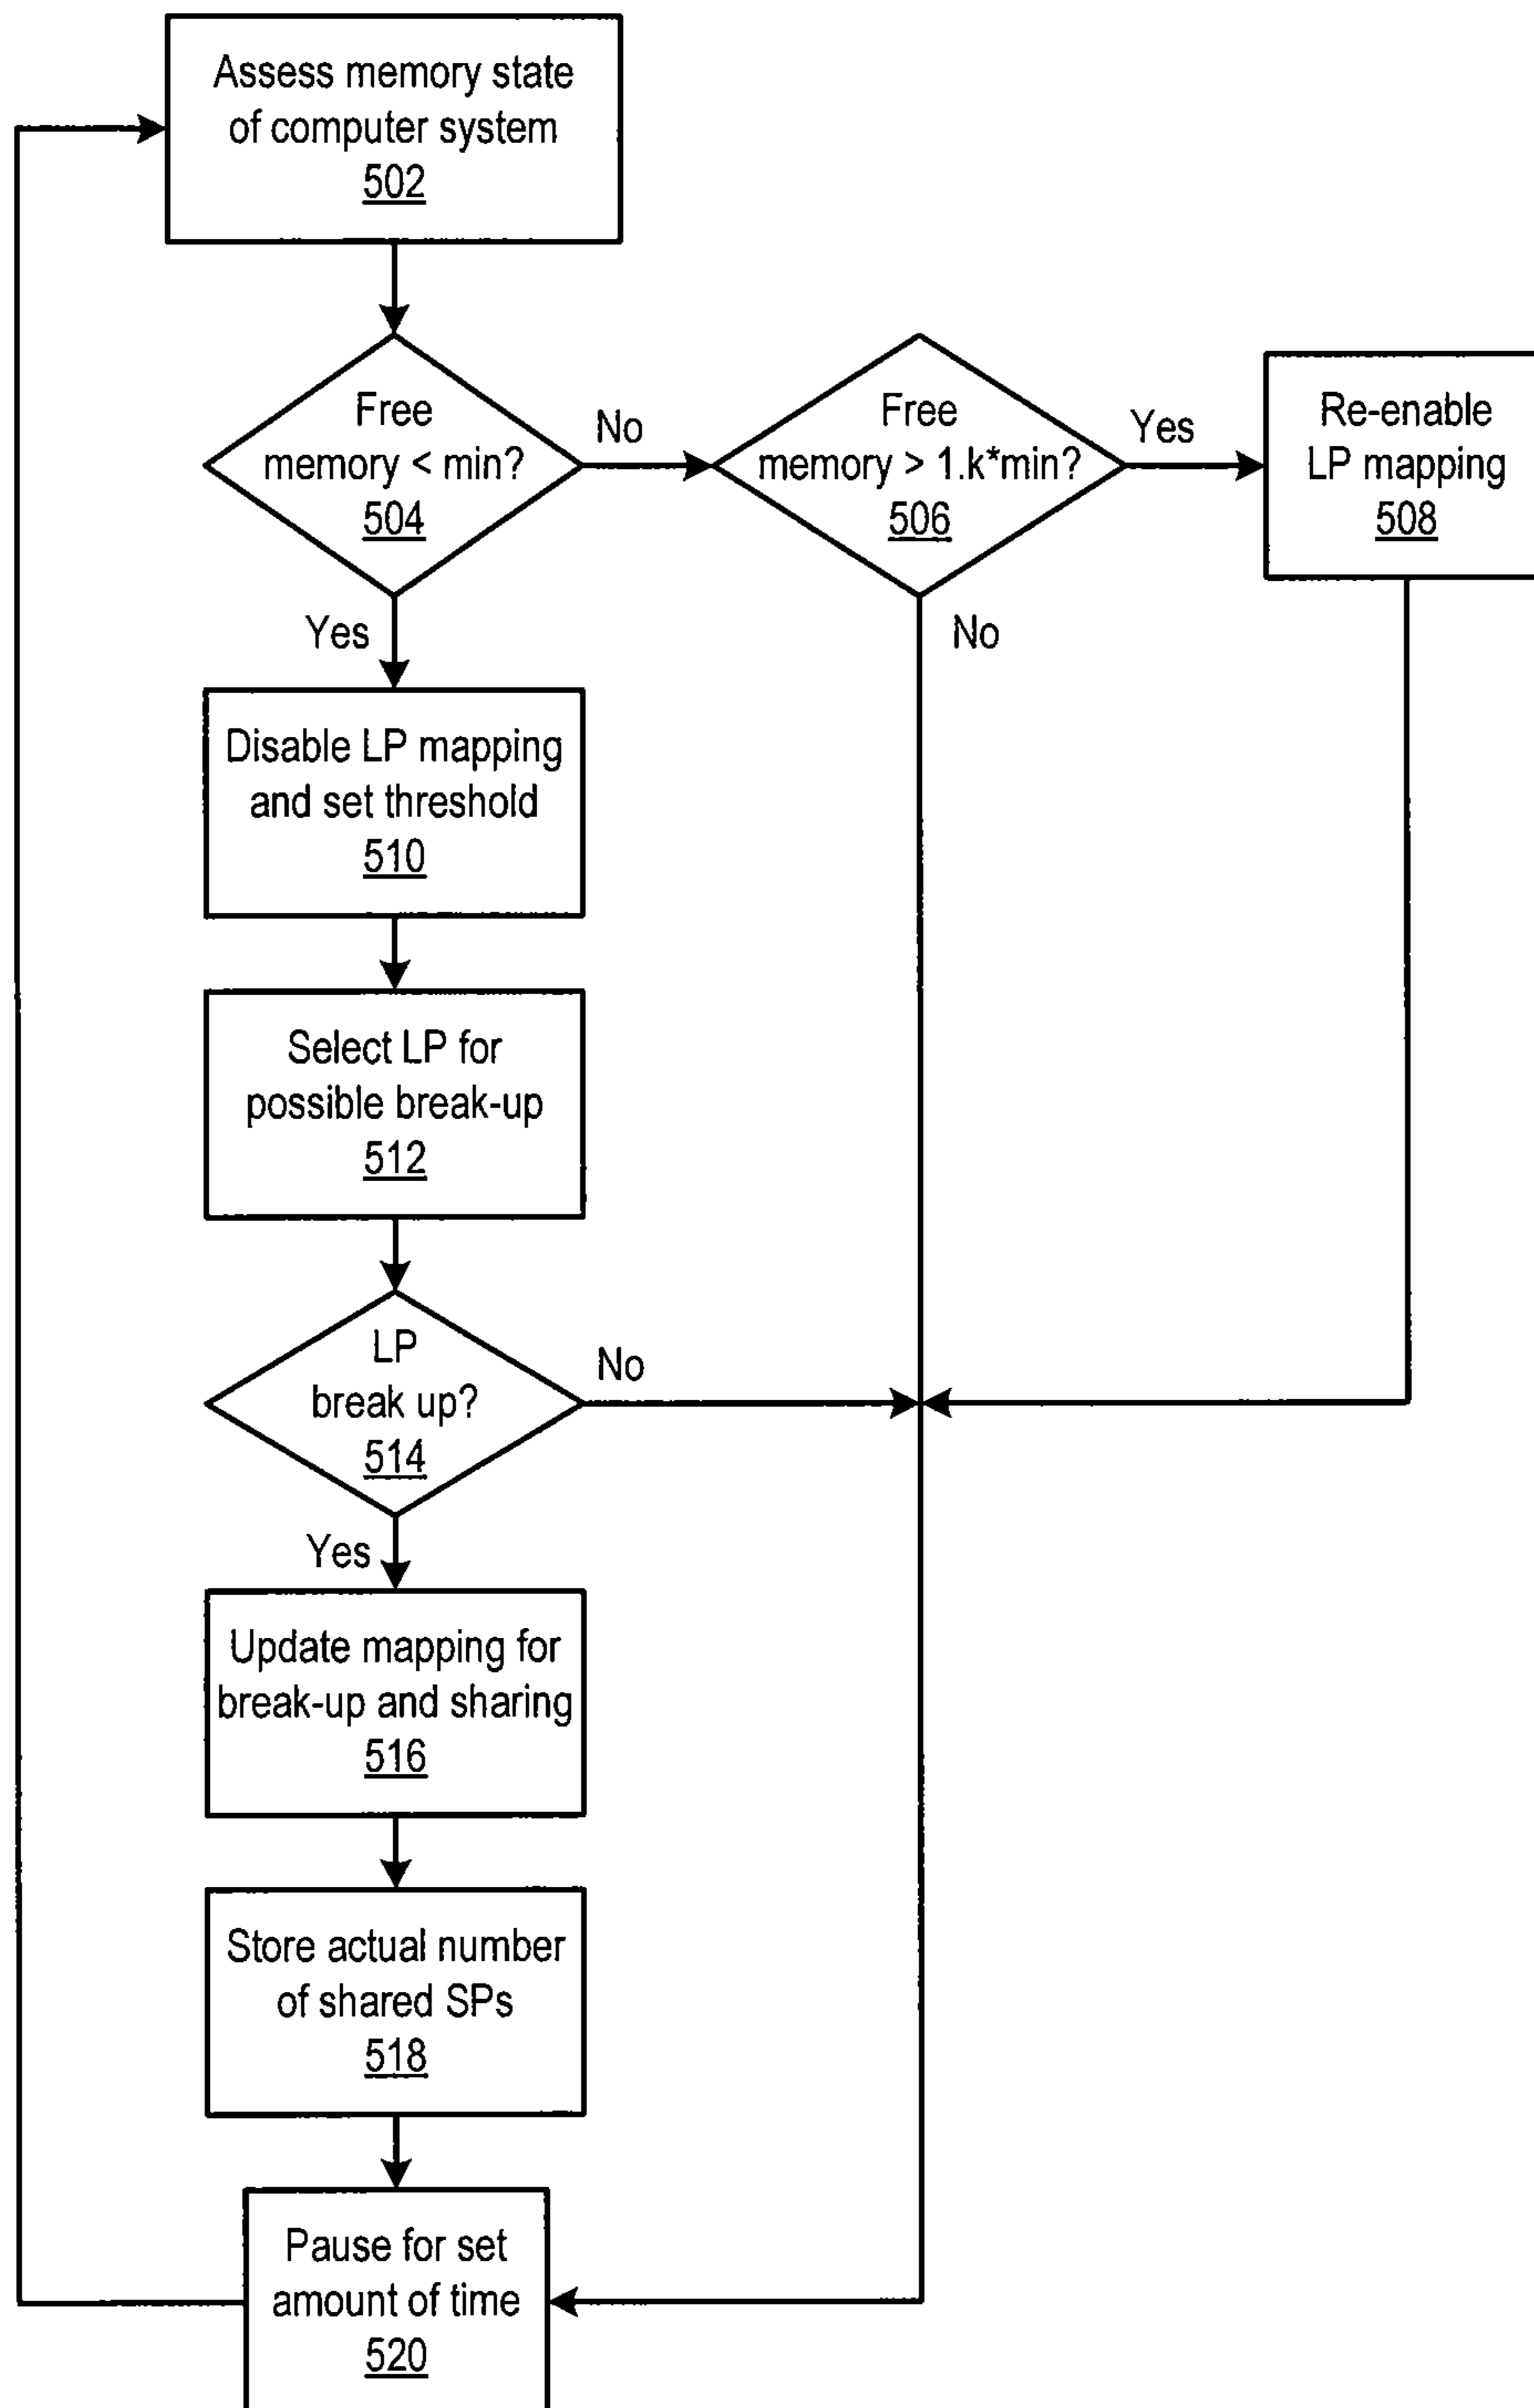 Assess memory state
of computer system
502
Free
memory < min?
504
No
Free
memory > 1.k*min?
506
Yes
Re-enable
LP mapping
508
Yes
No
Disable LP mapping
and set threshold
510
Select LP for
possible break-up
512
LP
break up?
514
No
Yes
Update mapping for
break-up and sharing
516
Store actual number
of shared SPs
518
Pause for set
amount of time
520